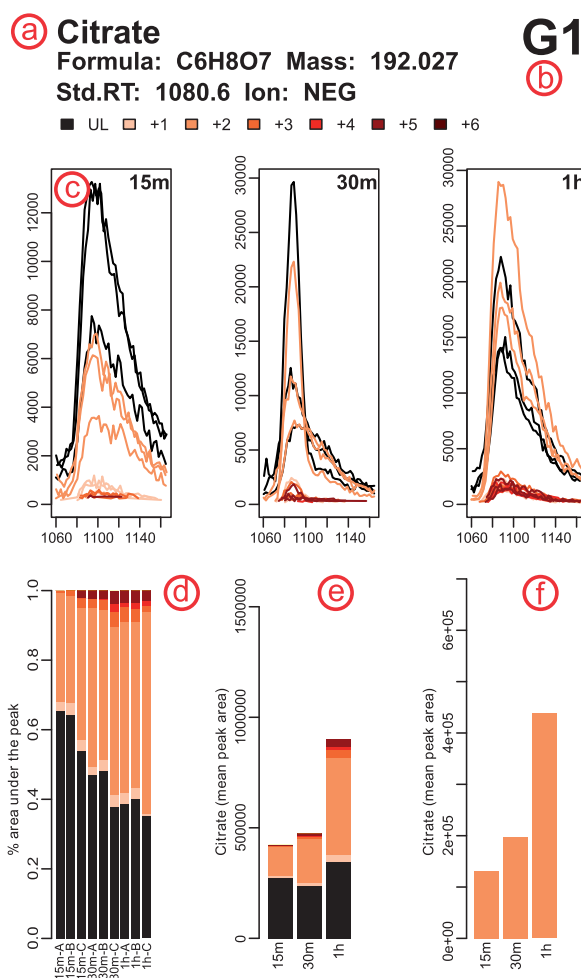 a Citrate G1
Formula: C6H8O7 Mass: 192.027
b
Std.RT: 1080.6 Ion: NEG
UL +1 +2 +3 +4 +5 +6
c 15m
0 2000 4000 6000 8000 10000 12000
1060 1100 1140
30m
0 5000 10000 15000 20000 25000 30000
1060 1100 1140
1h
0 5000 10000 15000 20000 25000 30000
1060 1100 1140
d
% area under the peak
0.0 0.2 0.4 0.6 0.8 1.0
15m-A 15m-B 15m-C 30m-A 30m-B 30m-C 1h-A 1h-B 1h-C
e
Citrate (mean peak area)
0 500000 1000000 1500000
15m 30m 1h
f
Citrate (mean peak area)
0e+00 2e+05 4e+05 6e+05
15m 30m 1h